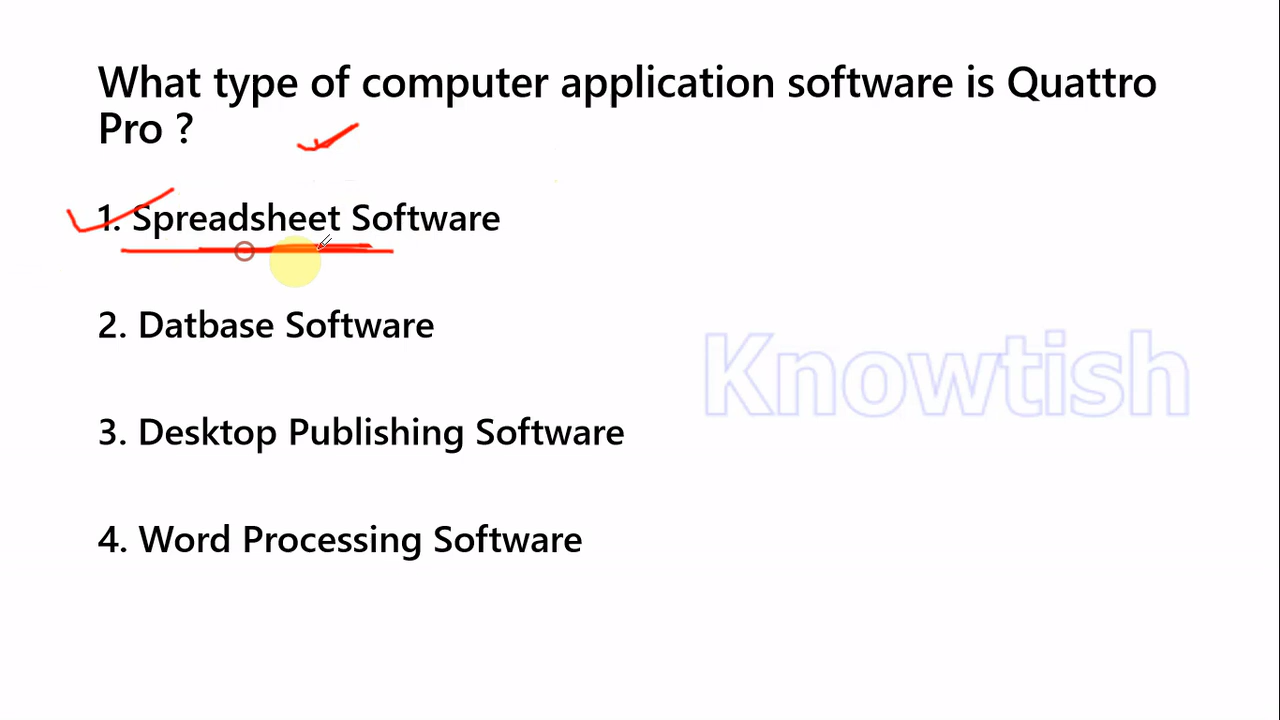 What type of computer application software is Quattro
Pro ?
1. Spreadsheet Software
2. Datbase Software
Knowtish
3. Desktop Publishing Software
4. Word Processing Software